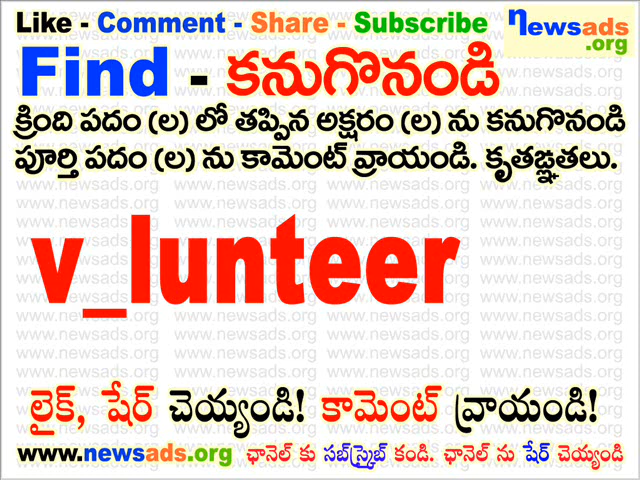 Like - Comment - Share - Subscribe
newsads
.org
Find - కనుగొనండి
క్రింది పదం (ల) లో తప్పిన అక్షరం (ల) ను కనుగొనండి
పూర్తి పదం (ల) ను కామెంట్ వ్రాయండి. కృతఙ్ఞతలు.
v_lunteer
లైక్, షేర్ చెయ్యండి! కామెంట్ వ్రాయండి!
www.newsads.org ఛానెల్ కు సబ్‌స్క్రైబ్ కండి. ఛానెల్ ను షేర్ చెయ్యండి